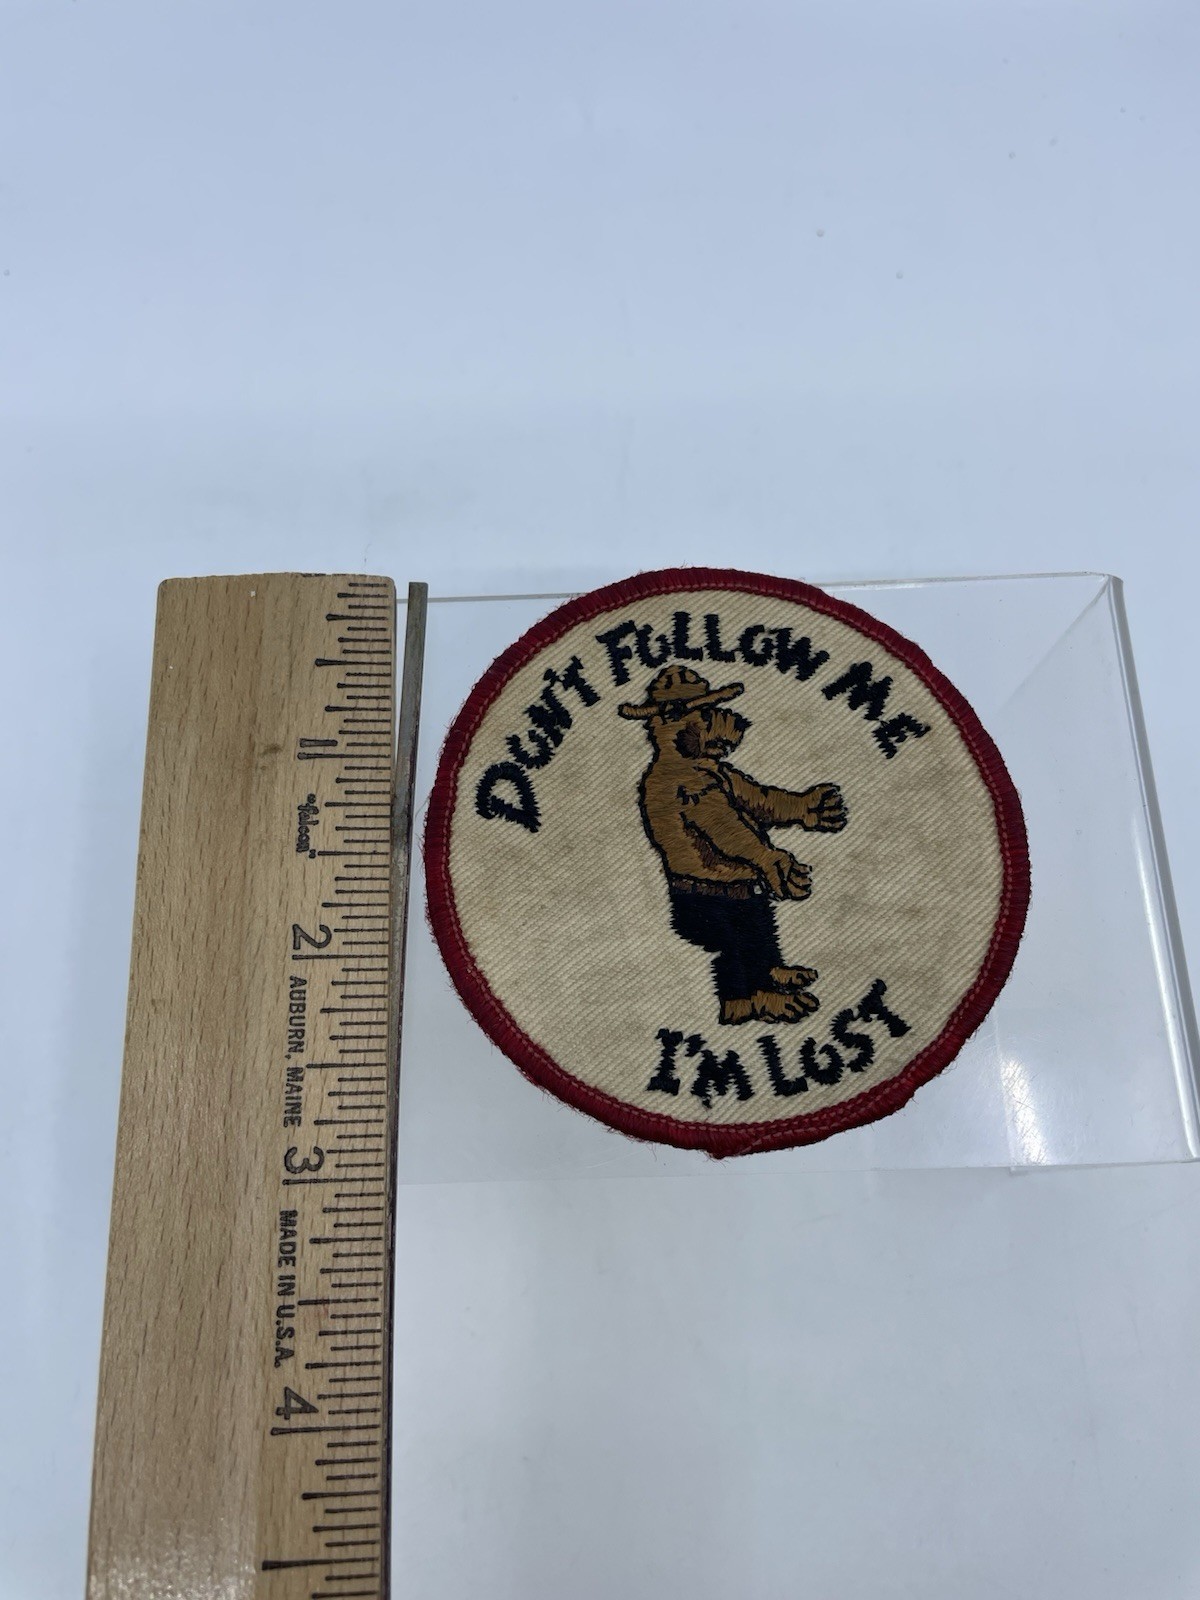 DON'T FOLLOW ME
I'M LOST
1
"Falcon"
2
AUBURN, MAINE
3
MADE IN U.S.A.
4